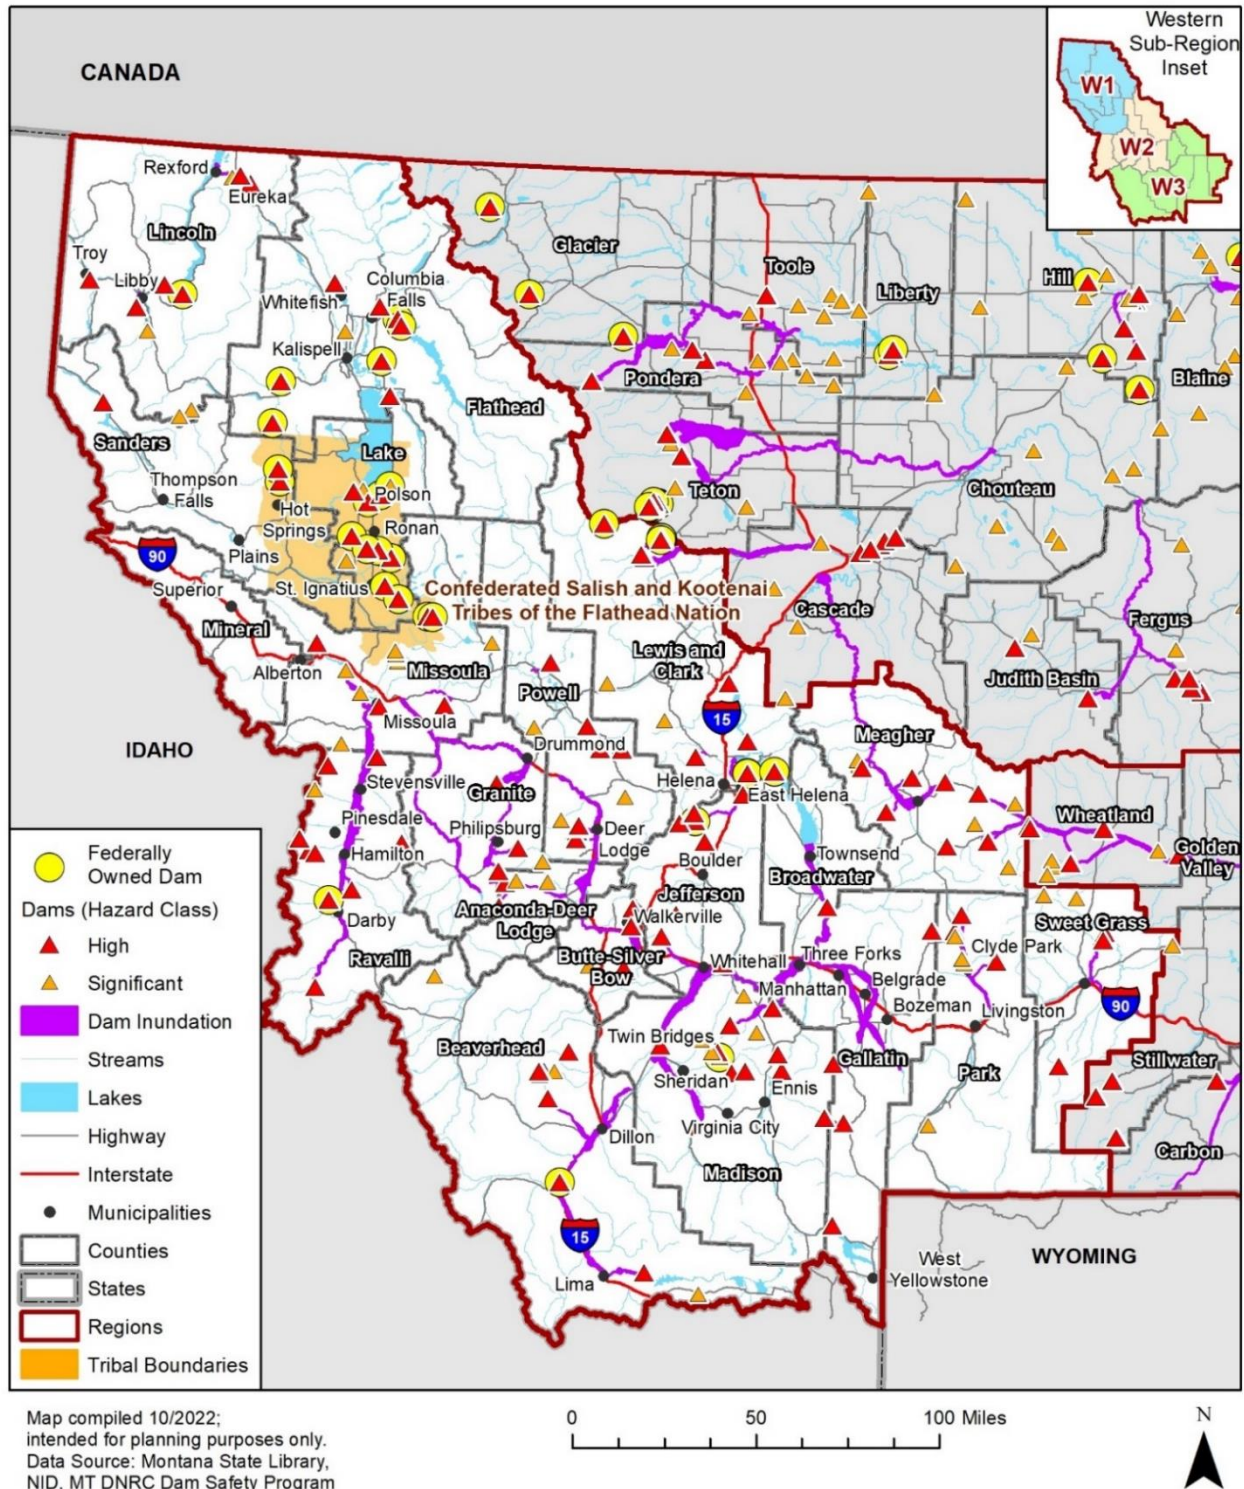 CANADA
Western
Sub-Region
Inset
W1
W2
W3
Rexford
Eureka
Lincoln
Troy
Libby
Columbia
Falls
Whitefish
Kalispell
Flathead
Glacier
Toole
Liberty
Hill
Pondera
Blaine
Sanders
Lake
Thompson
Falls
Polson
Hot
Springs
Ronan
Teton
Chouteau
Plains
90
St. Ignatius
Superior
Confederated Salish and Kootenai
Tribes of the Flathead Nation
Cascade
Fergus
Mineral
Alberton
Missoula
Lewis and
Clark
Powell
Judith Basin
Missoula
15
IDAHO
Drummond
Meagher
Stevensville
Granite
Helena
East Helena
Pinesdale
Philipsburg
Deer
Lodge
Wheatland
Hamilton
Boulder
Townsend
Golden
Valley
Jefferson
Broadwater
Darby
Anaconda-Deer
Lodge
Walkerville
Sweet Grass
Ravalli
Butte-Silver
Bow
Whitehall
Three Forks
Clyde Park
Manhattan
Belgrade
Bozeman
Livingston
90
Twin Bridges
Beaverhead
Gallatin
Stillwater
Sheridan
Ennis
Park
Virginia City
Dillon
Carbon
Madison
15
Lima
West
Yellowstone
WYOMING
Federally
Owned Dam
Dams (Hazard Class)
High
Significant
Dam Inundation
Streams
Lakes
Highway
Interstate
Municipalities
Counties
States
Regions
Tribal Boundaries
Map compiled 10/2022;
intended for planning purposes only.
Data Source: Montana State Library,
NID, MT DNRC Dam Safety Program
0 50 100 Miles
N